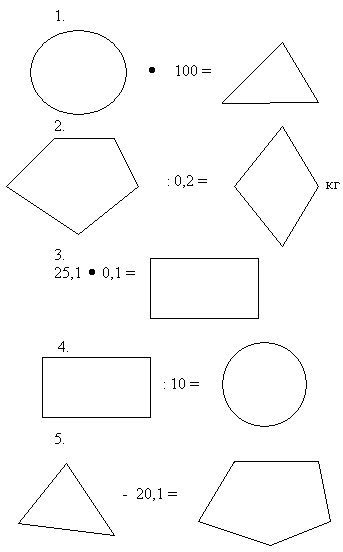 1.
• 100 =
2.
: 0,2 = кг
3.
25,1 • 0,1 =
4.
: 10 =
5.
- 20,1 =